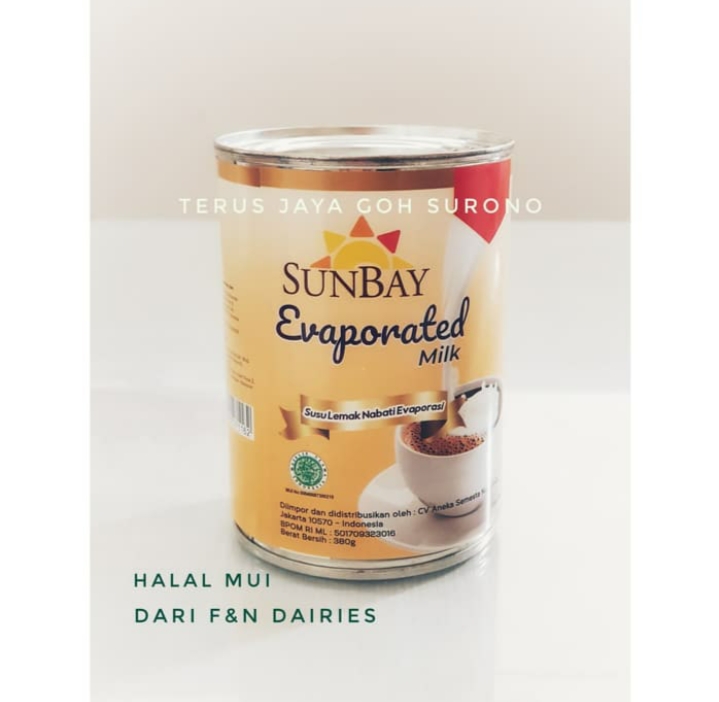 TERUS JAYA GOH SURONO
SUNBAY
Evaporated
Milk
Susu Lemak Nabati Evaporasi
Diimpor dan didistribusikan oleh : CV Aneka Semesta
Jakarta 10570 - Indonesia
BPOM RI ML : 501709323016
Berat Bersih : 380g
HALAL MUI
DARI F&N DAIRIES